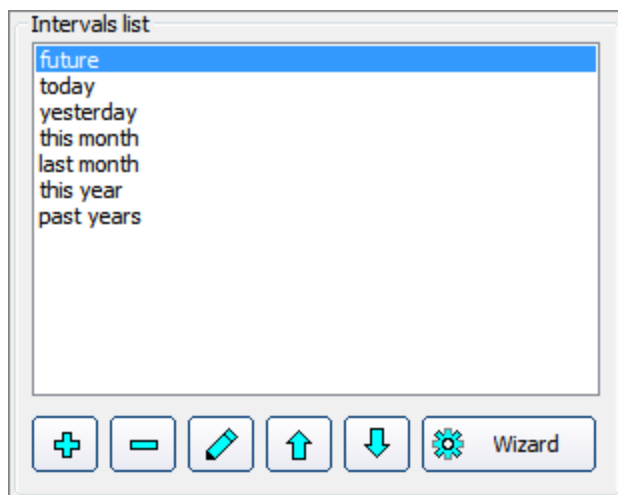 Intervals list
future
today
yesterday
this month
last month
this year
past years
Wizard